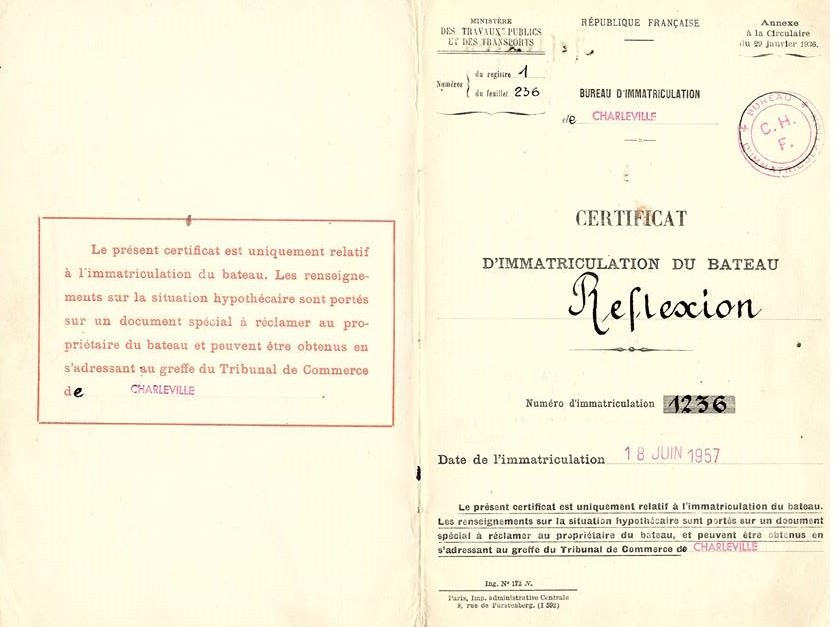 Le présent certificat est uniquement relatif
à l'immatriculation du bateau. Les renseigne-
ments sur la situation hypothécaire sont portés
sur un document spécial à réclamer au pro-
priétaire du bateau et peuvent être obtenus en
s'adressant au greffe du Tribunal de Commerce
de CHARLEVILLE
MINISTÈRE
DES TRAVAUX PUBLICS
ET DES TRANSPORTS
Numéros
du registre 1
du feuillet 236
RÉPUBLIQUE FRANÇAISE
BUREAU D'IMMATRICULATION
de CHARLEVILLE
Annexe
à la Circulaire
du 29 janvier 1936.
BUREAU
D'IMMATRICULATION
C. H.
F.
CERTIFICAT
D'IMMATRICULATION DU BATEAU
Reflexion
Numéro d'immatriculation 1236
Date de l'immatriculation 18 JUIN 1957
Le présent certificat est uniquement relatif à l'immatriculation du bateau.
Les renseignements sur la situation hypothécaire sont portés sur un document
spécial à réclamer au propriétaire du bateau, et peuvent être obtenus en
s'adressant au greffe du Tribunal de Commerce de CHARLEVILLE
Ing. N° 172 N.
Paris, Imp. administrative Centrale
8, rue de Furstenberg. (I 592)